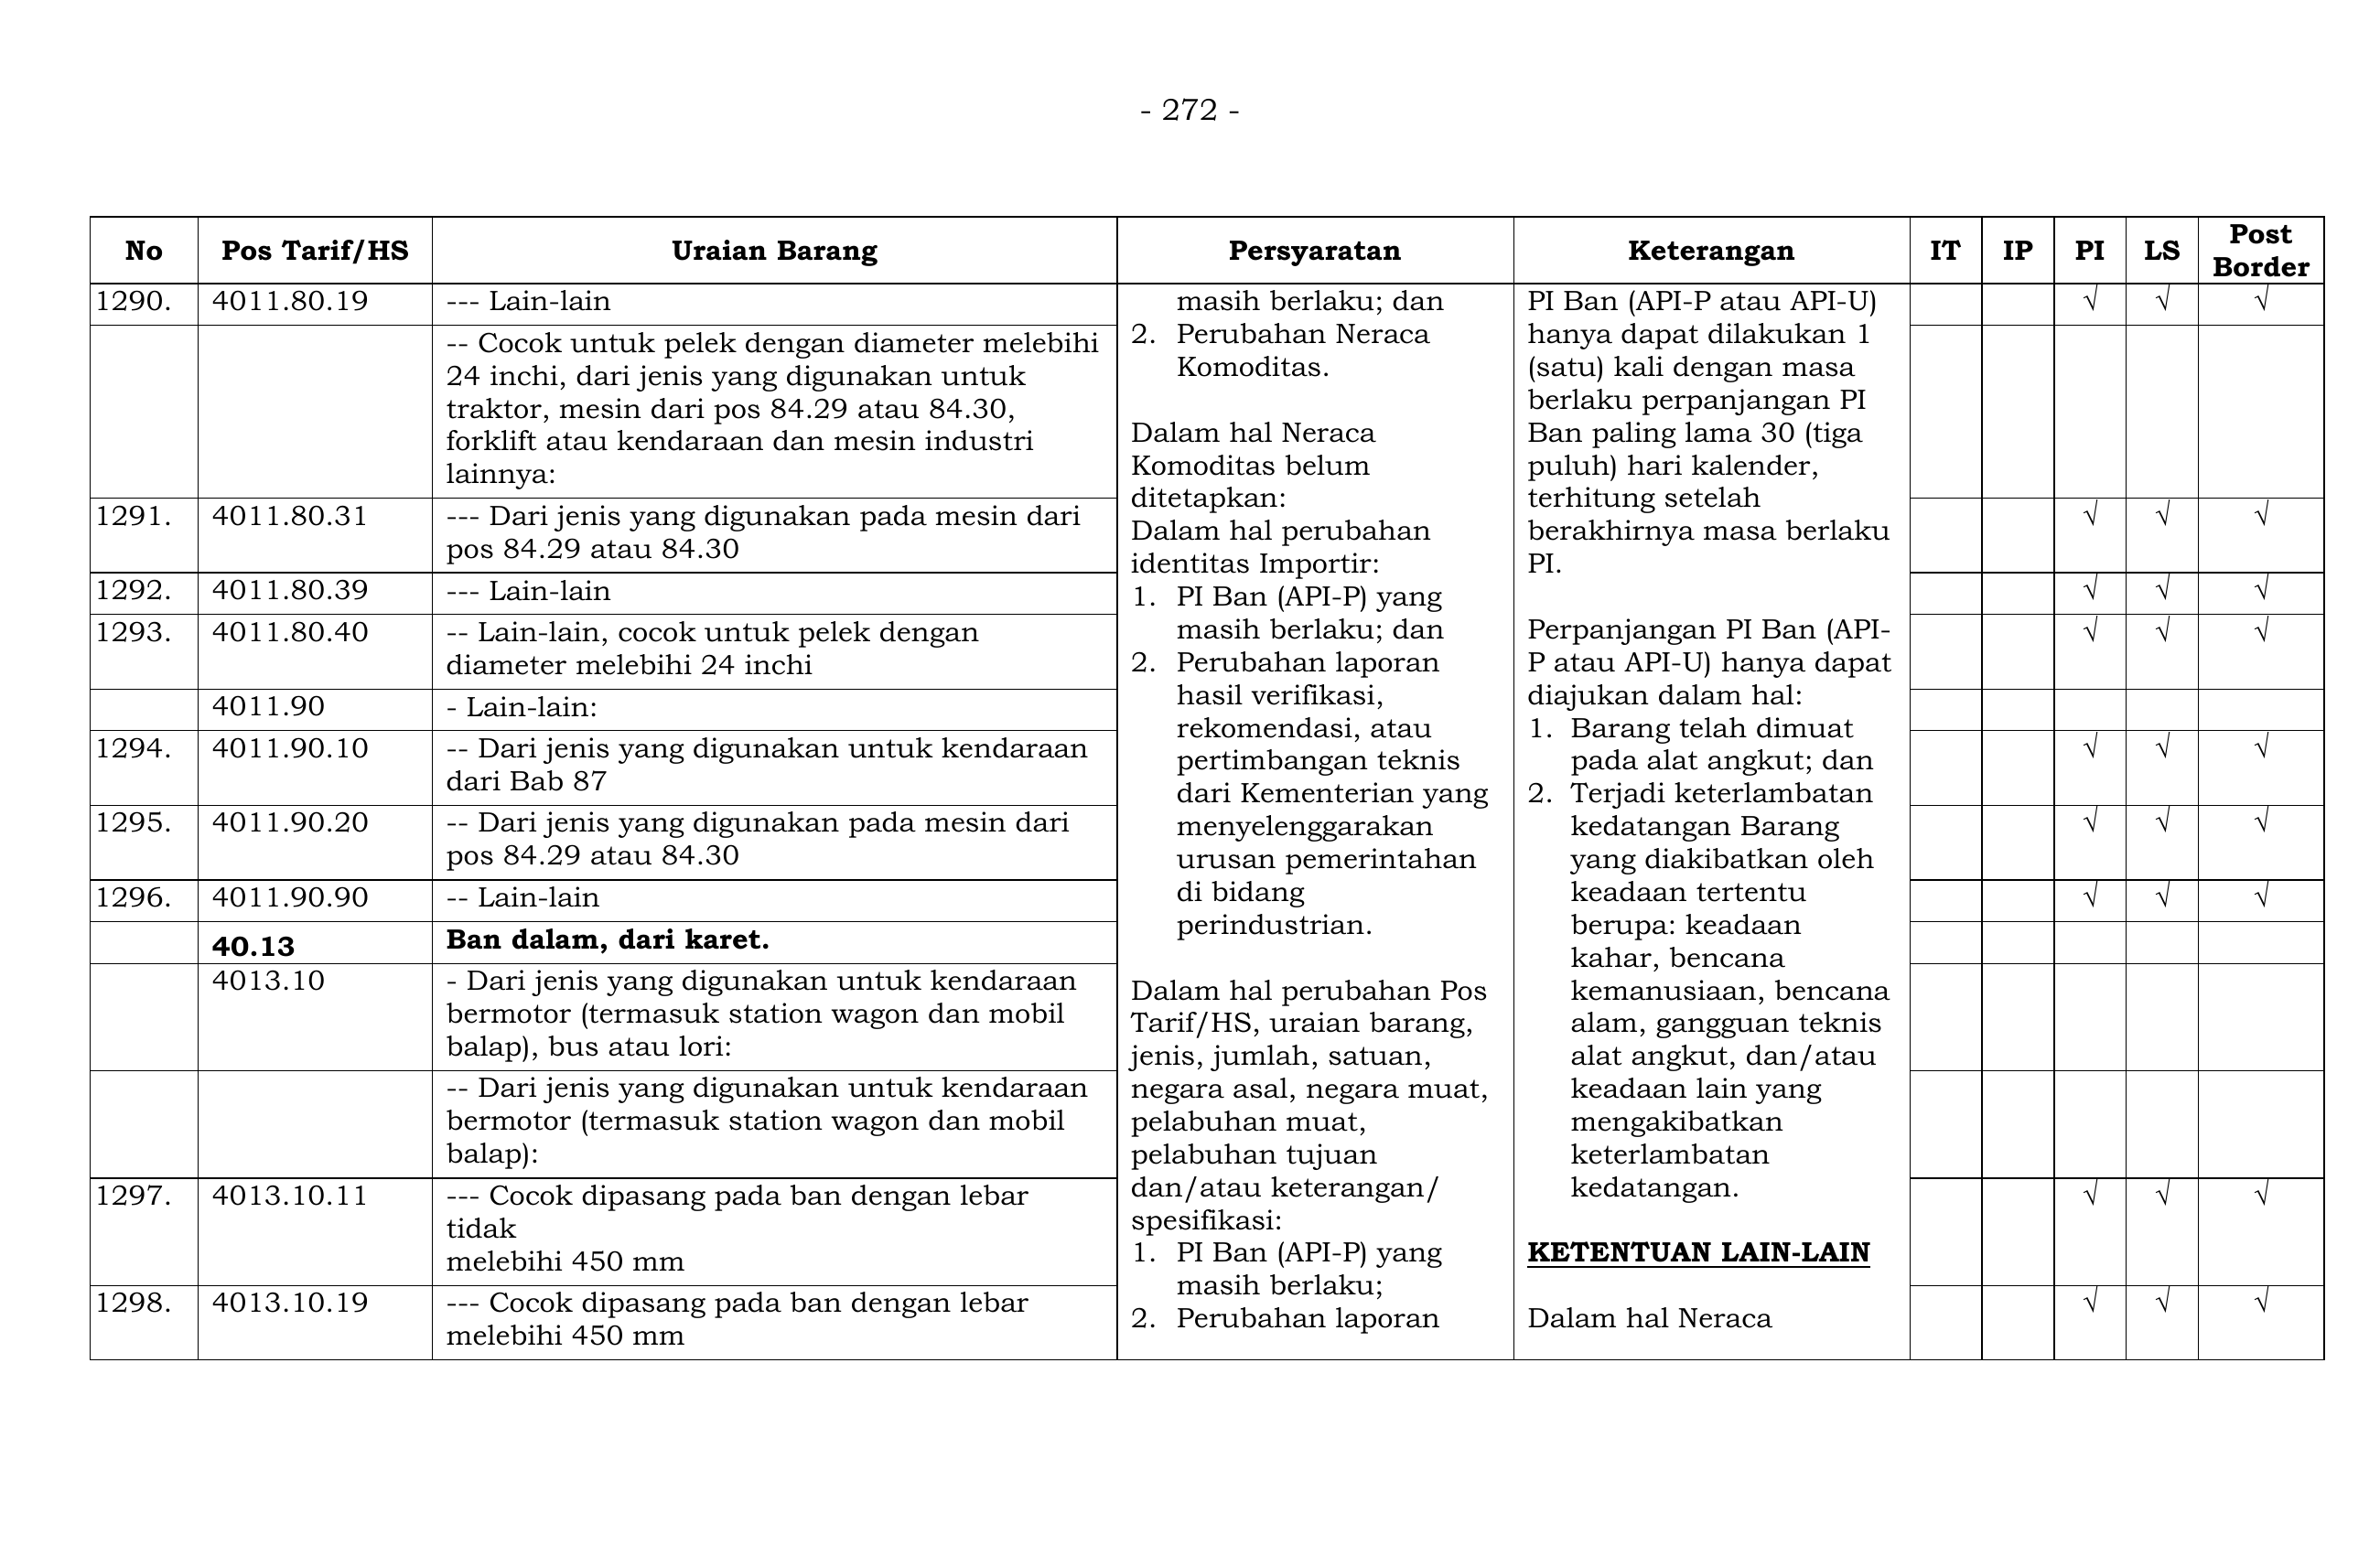 - 272 -
No Pos Tarif/HS Uraian Barang Persyaratan Keterangan IT IP PI LS Post Border
1290. 4011.80.19 --- Lain-lain √ √ √
-- Cocok untuk pelek dengan diameter melebihi
24 inchi, dari jenis yang digunakan untuk
traktor, mesin dari pos 84.29 atau 84.30,
forklift atau kendaraan dan mesin industri
lainnya:
1291. 4011.80.31 --- Dari jenis yang digunakan pada mesin dari √ √ √
pos 84.29 atau 84.30
1292. 4011.80.39 --- Lain-lain √ √ √
1293. 4011.80.40 -- Lain-lain, cocok untuk pelek dengan √ √ √
diameter melebihi 24 inchi
4011.90 - Lain-lain:
1294. 4011.90.10 -- Dari jenis yang digunakan untuk kendaraan √ √ √
dari Bab 87
1295. 4011.90.20 -- Dari jenis yang digunakan pada mesin dari √ √ √
pos 84.29 atau 84.30
1296. 4011.90.90 -- Lain-lain √ √ √
40.13 Ban dalam, dari karet.
4013.10 - Dari jenis yang digunakan untuk kendaraan
bermotor (termasuk station wagon dan mobil
balap), bus atau lori:
-- Dari jenis yang digunakan untuk kendaraan
bermotor (termasuk station wagon dan mobil
balap):
1297. 4013.10.11 --- Cocok dipasang pada ban dengan lebar √ √ √
tidak
melebihi 450 mm
1298. 4013.10.19 --- Cocok dipasang pada ban dengan lebar √ √ √
melebihi 450 mm
masih berlaku; dan
2. Perubahan Neraca
Komoditas.
Dalam hal Neraca
Komoditas belum
ditetapkan:
Dalam hal perubahan
identitas Importir:
1. PI Ban (API-P) yang
masih berlaku; dan
2. Perubahan laporan
hasil verifikasi,
rekomendasi, atau
pertimbangan teknis
dari Kementerian yang
menyelenggarakan
urusan pemerintahan
di bidang
perindustrian.
Dalam hal perubahan Pos
Tarif/HS, uraian barang,
jenis, jumlah, satuan,
negara asal, negara muat,
pelabuhan muat,
pelabuhan tujuan
dan/atau keterangan/
spesifikasi:
1. PI Ban (API-P) yang
masih berlaku;
2. Perubahan laporan
PI Ban (API-P atau API-U)
hanya dapat dilakukan 1
(satu) kali dengan masa
berlaku perpanjangan PI
Ban paling lama 30 (tiga
puluh) hari kalender,
terhitung setelah
berakhirnya masa berlaku
PI.
Perpanjangan PI Ban (API-
P atau API-U) hanya dapat
diajukan dalam hal:
1. Barang telah dimuat
pada alat angkut; dan
2. Terjadi keterlambatan
kedatangan Barang
yang diakibatkan oleh
keadaan tertentu
berupa: keadaan
kahar, bencana
kemanusiaan, bencana
alam, gangguan teknis
alat angkut, dan/atau
keadaan lain yang
mengakibatkan
keterlambatan
kedatangan.
KETENTUAN LAIN-LAIN
Dalam hal Neraca